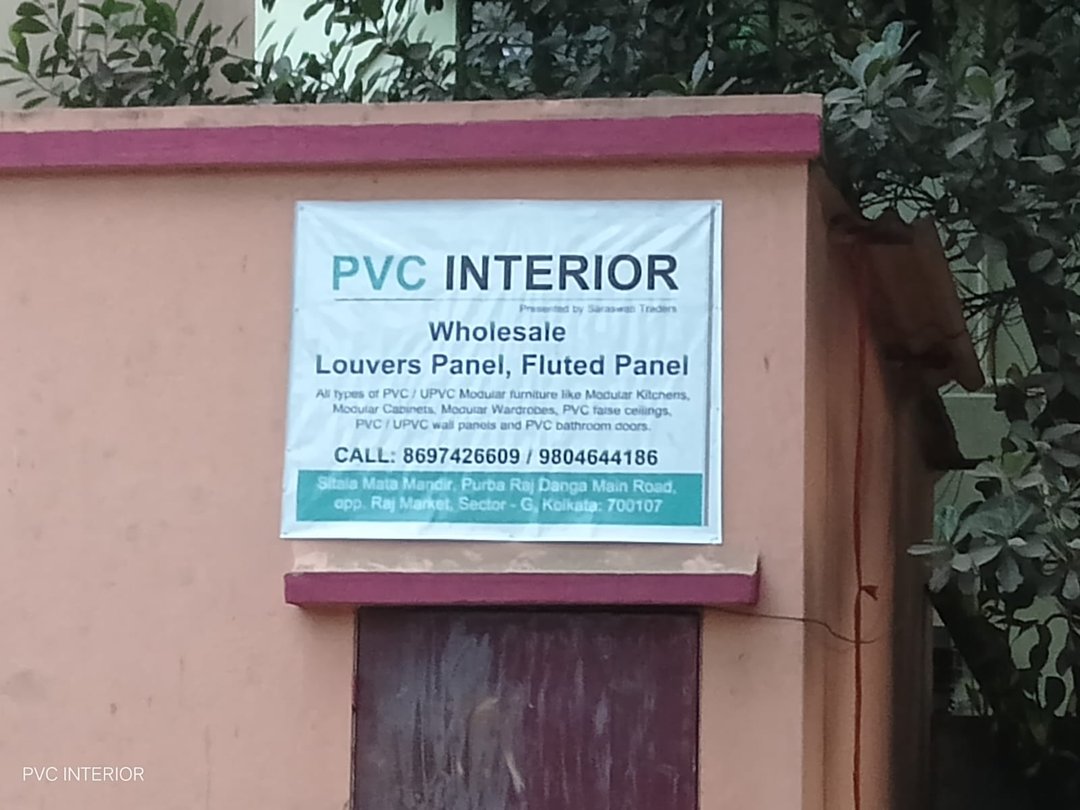 PVC INTERIOR
Presented by Saraswati Traders
Wholesale
Louvers Panel, Fluted Panel
All types of PVC / UPVC Modular furniture like Modular Kitchens,
Modular Cabinets, Modular Wardrobes, PVC false ceilings,
PVC / UPVC wall panels and PVC bathroom doors.
CALL: 8697426609 / 9804644186
Sitala Mata Mandir, Purba Raj Danga Main Road,
opp. Raj Market, Sector - G, Kolkata: 700107
PVC INTERIOR